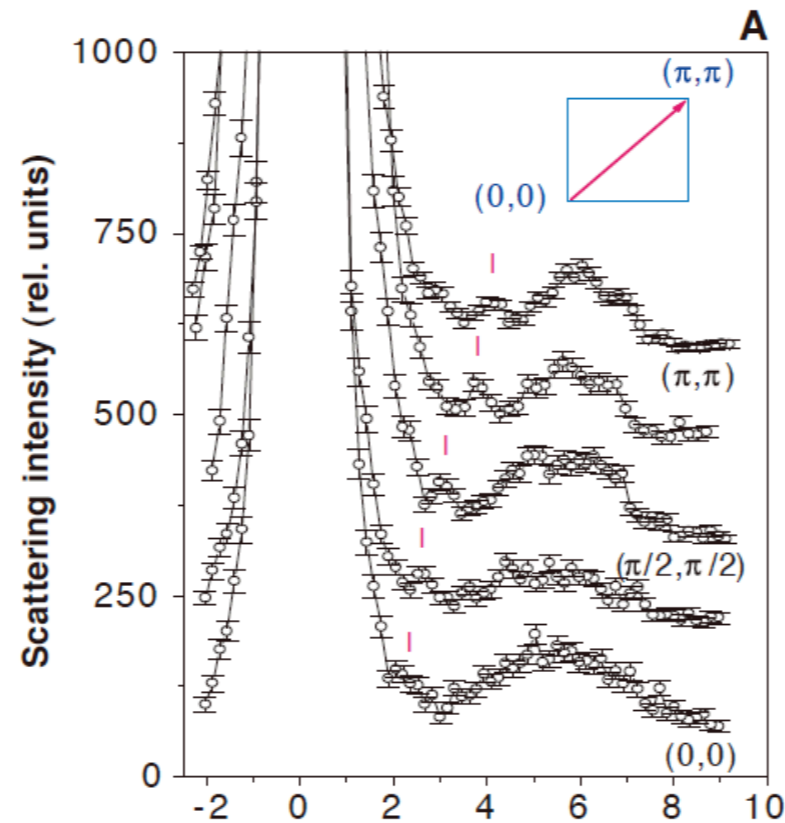 A
1000
(π,π)
Scattering intensity (rel. units)
(0,0)
750
(π,π)
500
(π/2,π/2)
250
(0,0)
0
-2 0 2 4 6 8 10